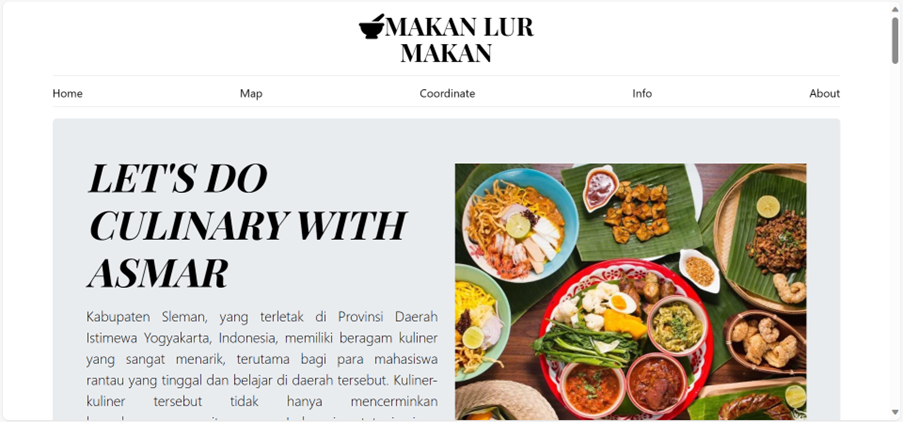 MAKAN LUR
MAKAN
Home Map Coordinate Info About
LET'S DO
CULINARY WITH
ASMAR
Kabupaten Sleman, yang terletak di Provinsi Daerah
Istimewa Yogyakarta, Indonesia, memiliki beragam kuliner
yang sangat menarik, terutama bagi para mahasiswa
rantau yang tinggal dan belajar di daerah tersebut. Kuliner-
kuliner tersebut tidak hanya mencerminkan